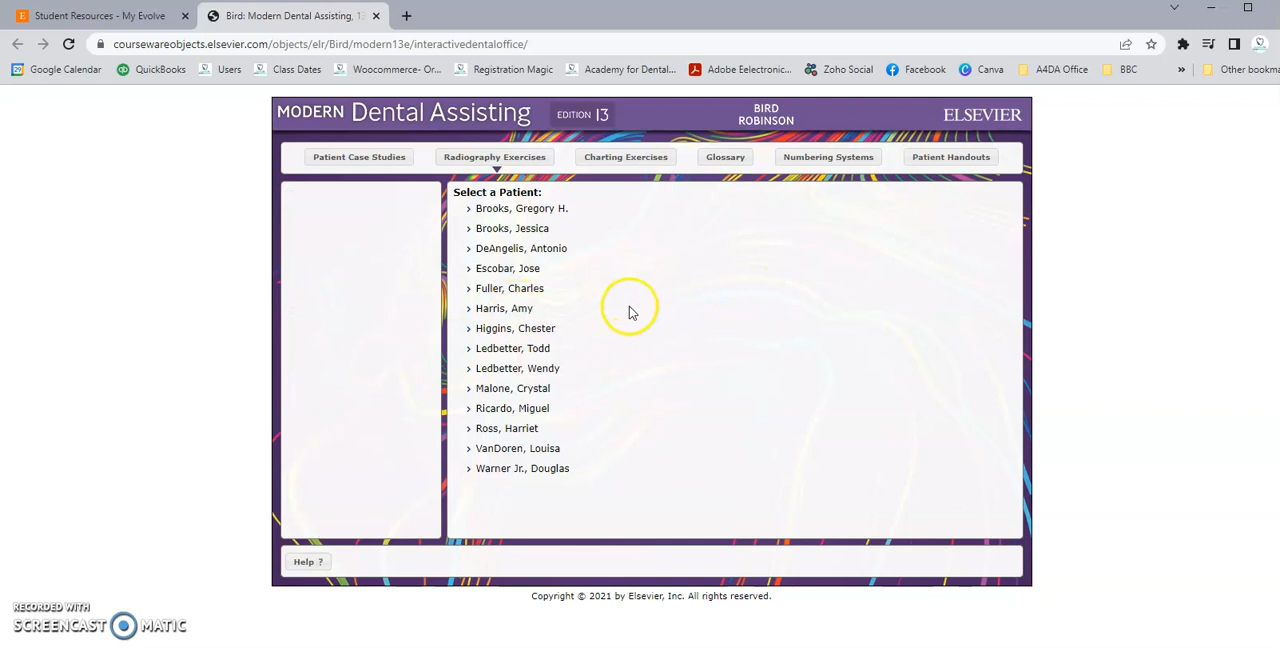 Student Resources - My Evolve
Bird: Modern Dental Assisting, 13
coursewareobjects.elsevier.com/objects/elr/Bird/modern13e/interactivedentaloffice/
Google Calendar QuickBooks Users Class Dates Woocommerce- Or... Registration Magic Academy for Dental... Adobe Eelectronic... Zoho Social Facebook Canva A4DA Office BBC » Other bookma
MODERN Dental Assisting EDITION 13 BIRD ROBINSON ELSEVIER
Patient Case Studies Radiography Exercises Charting Exercises Glossary Numbering Systems Patient Handouts
Select a Patient:
Brooks, Gregory H.
Brooks, Jessica
DeAngelis, Antonio
Escobar, Jose
Fuller, Charles
Harris, Amy
Higgins, Chester
Ledbetter, Todd
Ledbetter, Wendy
Malone, Crystal
Ricardo, Miguel
Ross, Harriet
VanDoren, Louisa
Warner Jr., Douglas
Help ?
Copyright © 2021 by Elsevier, Inc. All rights reserved.
RECORDED WITH
SCREENCAST MATIC